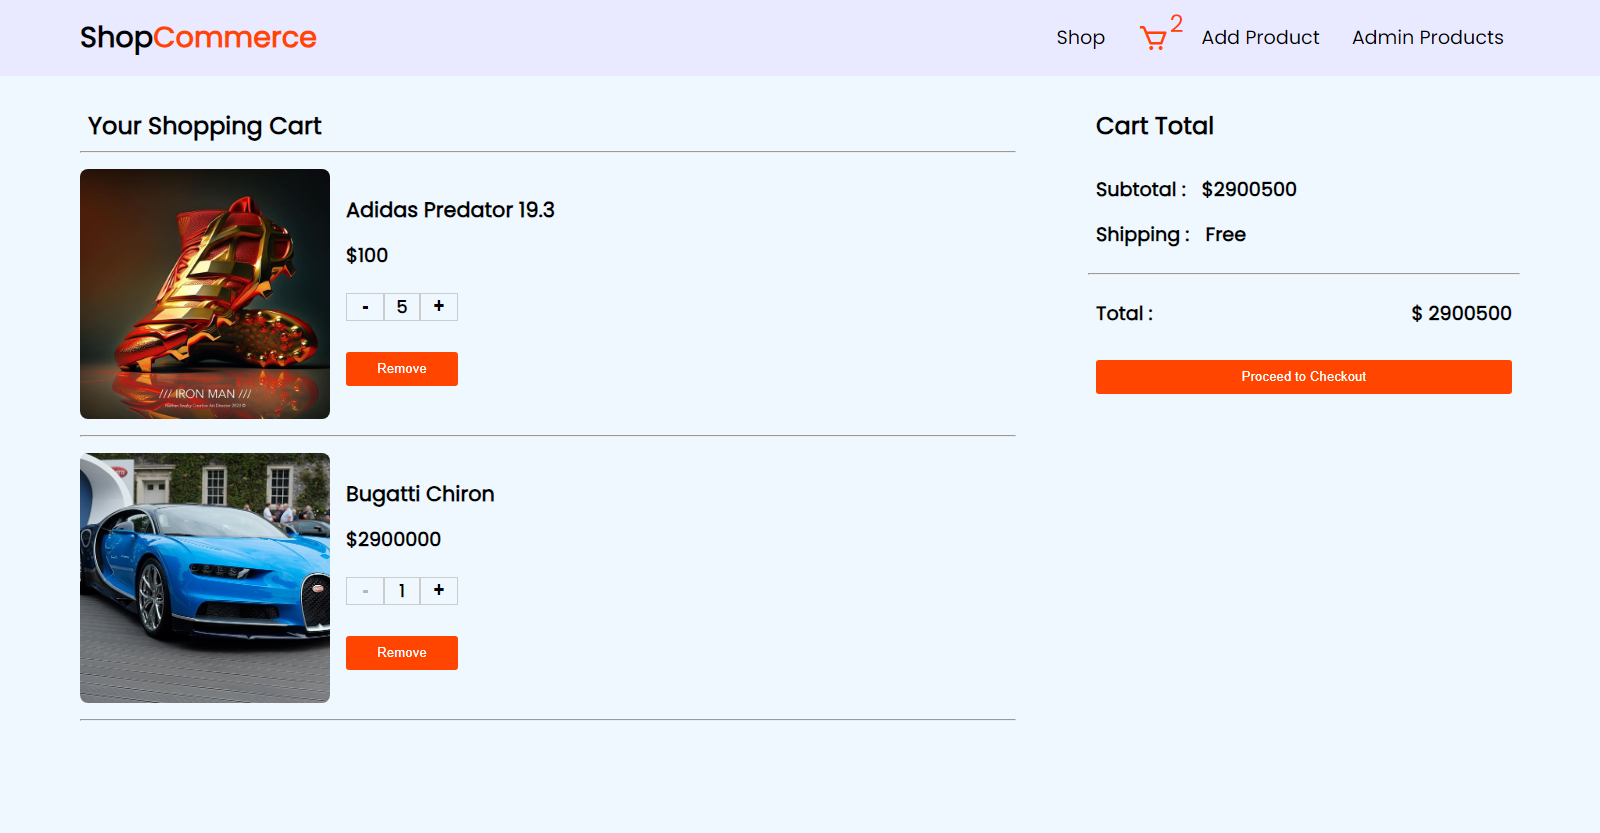 ShopCommerce
Shop 2 Add Product Admin Products
Your Shopping Cart
Adidas Predator 19.3
$100
- 5 +
Remove
/// IRON MAN ///
Bugatti Chiron
$2900000
- 1 +
Remove
Cart Total
Subtotal : $2900500
Shipping : Free
Total : $ 2900500
Proceed to Checkout